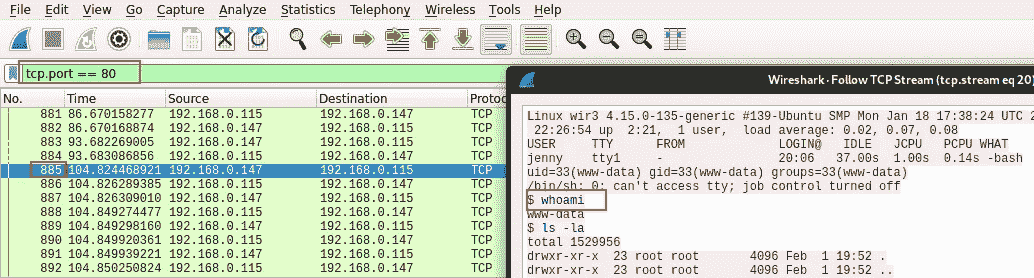 File Edit View Go Capture Analyze Statistics Telephony Wireless Tools Help
tcp.port == 80
No. Time Source Destination Protoc
881 86.670158277 192.168.0.115 192.168.0.147 TCP
882 86.670168874 192.168.0.147 192.168.0.115 TCP
883 93.682269005 192.168.0.115 192.168.0.147 TCP
884 93.683086856 192.168.0.147 192.168.0.115 TCP
885 104.824468921 192.168.0.147 192.168.0.115 TCP
886 104.826289385 192.168.0.115 192.168.0.147 TCP
887 104.826309010 192.168.0.147 192.168.0.115 TCP
888 104.849274477 192.168.0.115 192.168.0.147 TCP
889 104.849298160 192.168.0.147 192.168.0.115 TCP
890 104.849920361 192.168.0.115 192.168.0.147 TCP
891 104.849939221 192.168.0.147 192.168.0.115 TCP
892 104.850250824 192.168.0.115 192.168.0.147 TCP
Wireshark · Follow TCP Stream (tcp.stream eq 20)
Linux wir3 4.15.0-135-generic #139-Ubuntu SMP Mon Jan 18 17:38:24 UTC 2
22:26:54 up 2:21, 1 user, load average: 0.02, 0.07, 0.08
USER TTY FROM LOGIN@ IDLE JCPU PCPU WHAT
jenny tty1 - 20:06 37.00s 1.00s 0.14s -bash
uid=33(www-data) gid=33(www-data) groups=33(www-data)
/bin/sh: 0: can't access tty; job control turned off
$ whoami
www-data
$ ls -la
total 1529956
drwxr-xr-x 23 root root 4096 Feb 1 19:52 .
drwxr-xr-x 23 root root 4096 Feb 1 19:52 ..